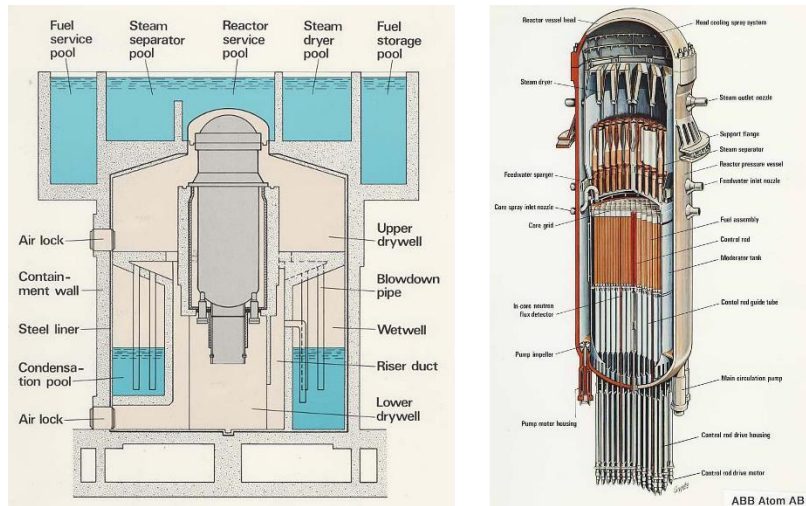 Fuel
service
pool
Steam
separator
pool
Reactor
service
pool
Steam
dryer
pool
Fuel
storage
pool
Air lock
Contain-
ment wall
Steel liner
Condensation
pool
Air lock
Upper
drywell
Blowdown
pipe
Wetwell
Riser duct
Lower
drywell
Reactor vessel head
Head cooling spray system
Steam dryer
Steam outlet nozzle
Support flange
Steam separator
Reactor pressure vessel
Feedwater sparger
Feedwater inlet nozzle
Core spray inlet nozzle
Core grid
Fuel assembly
Control rod
Moderator tank
In-core neutron
flux detector
Contol rod guide tube
Pump impeller
Main circulation pump
Pump motor housing
Control rod drive housing
Control rod drive motor
ABB Atom AB